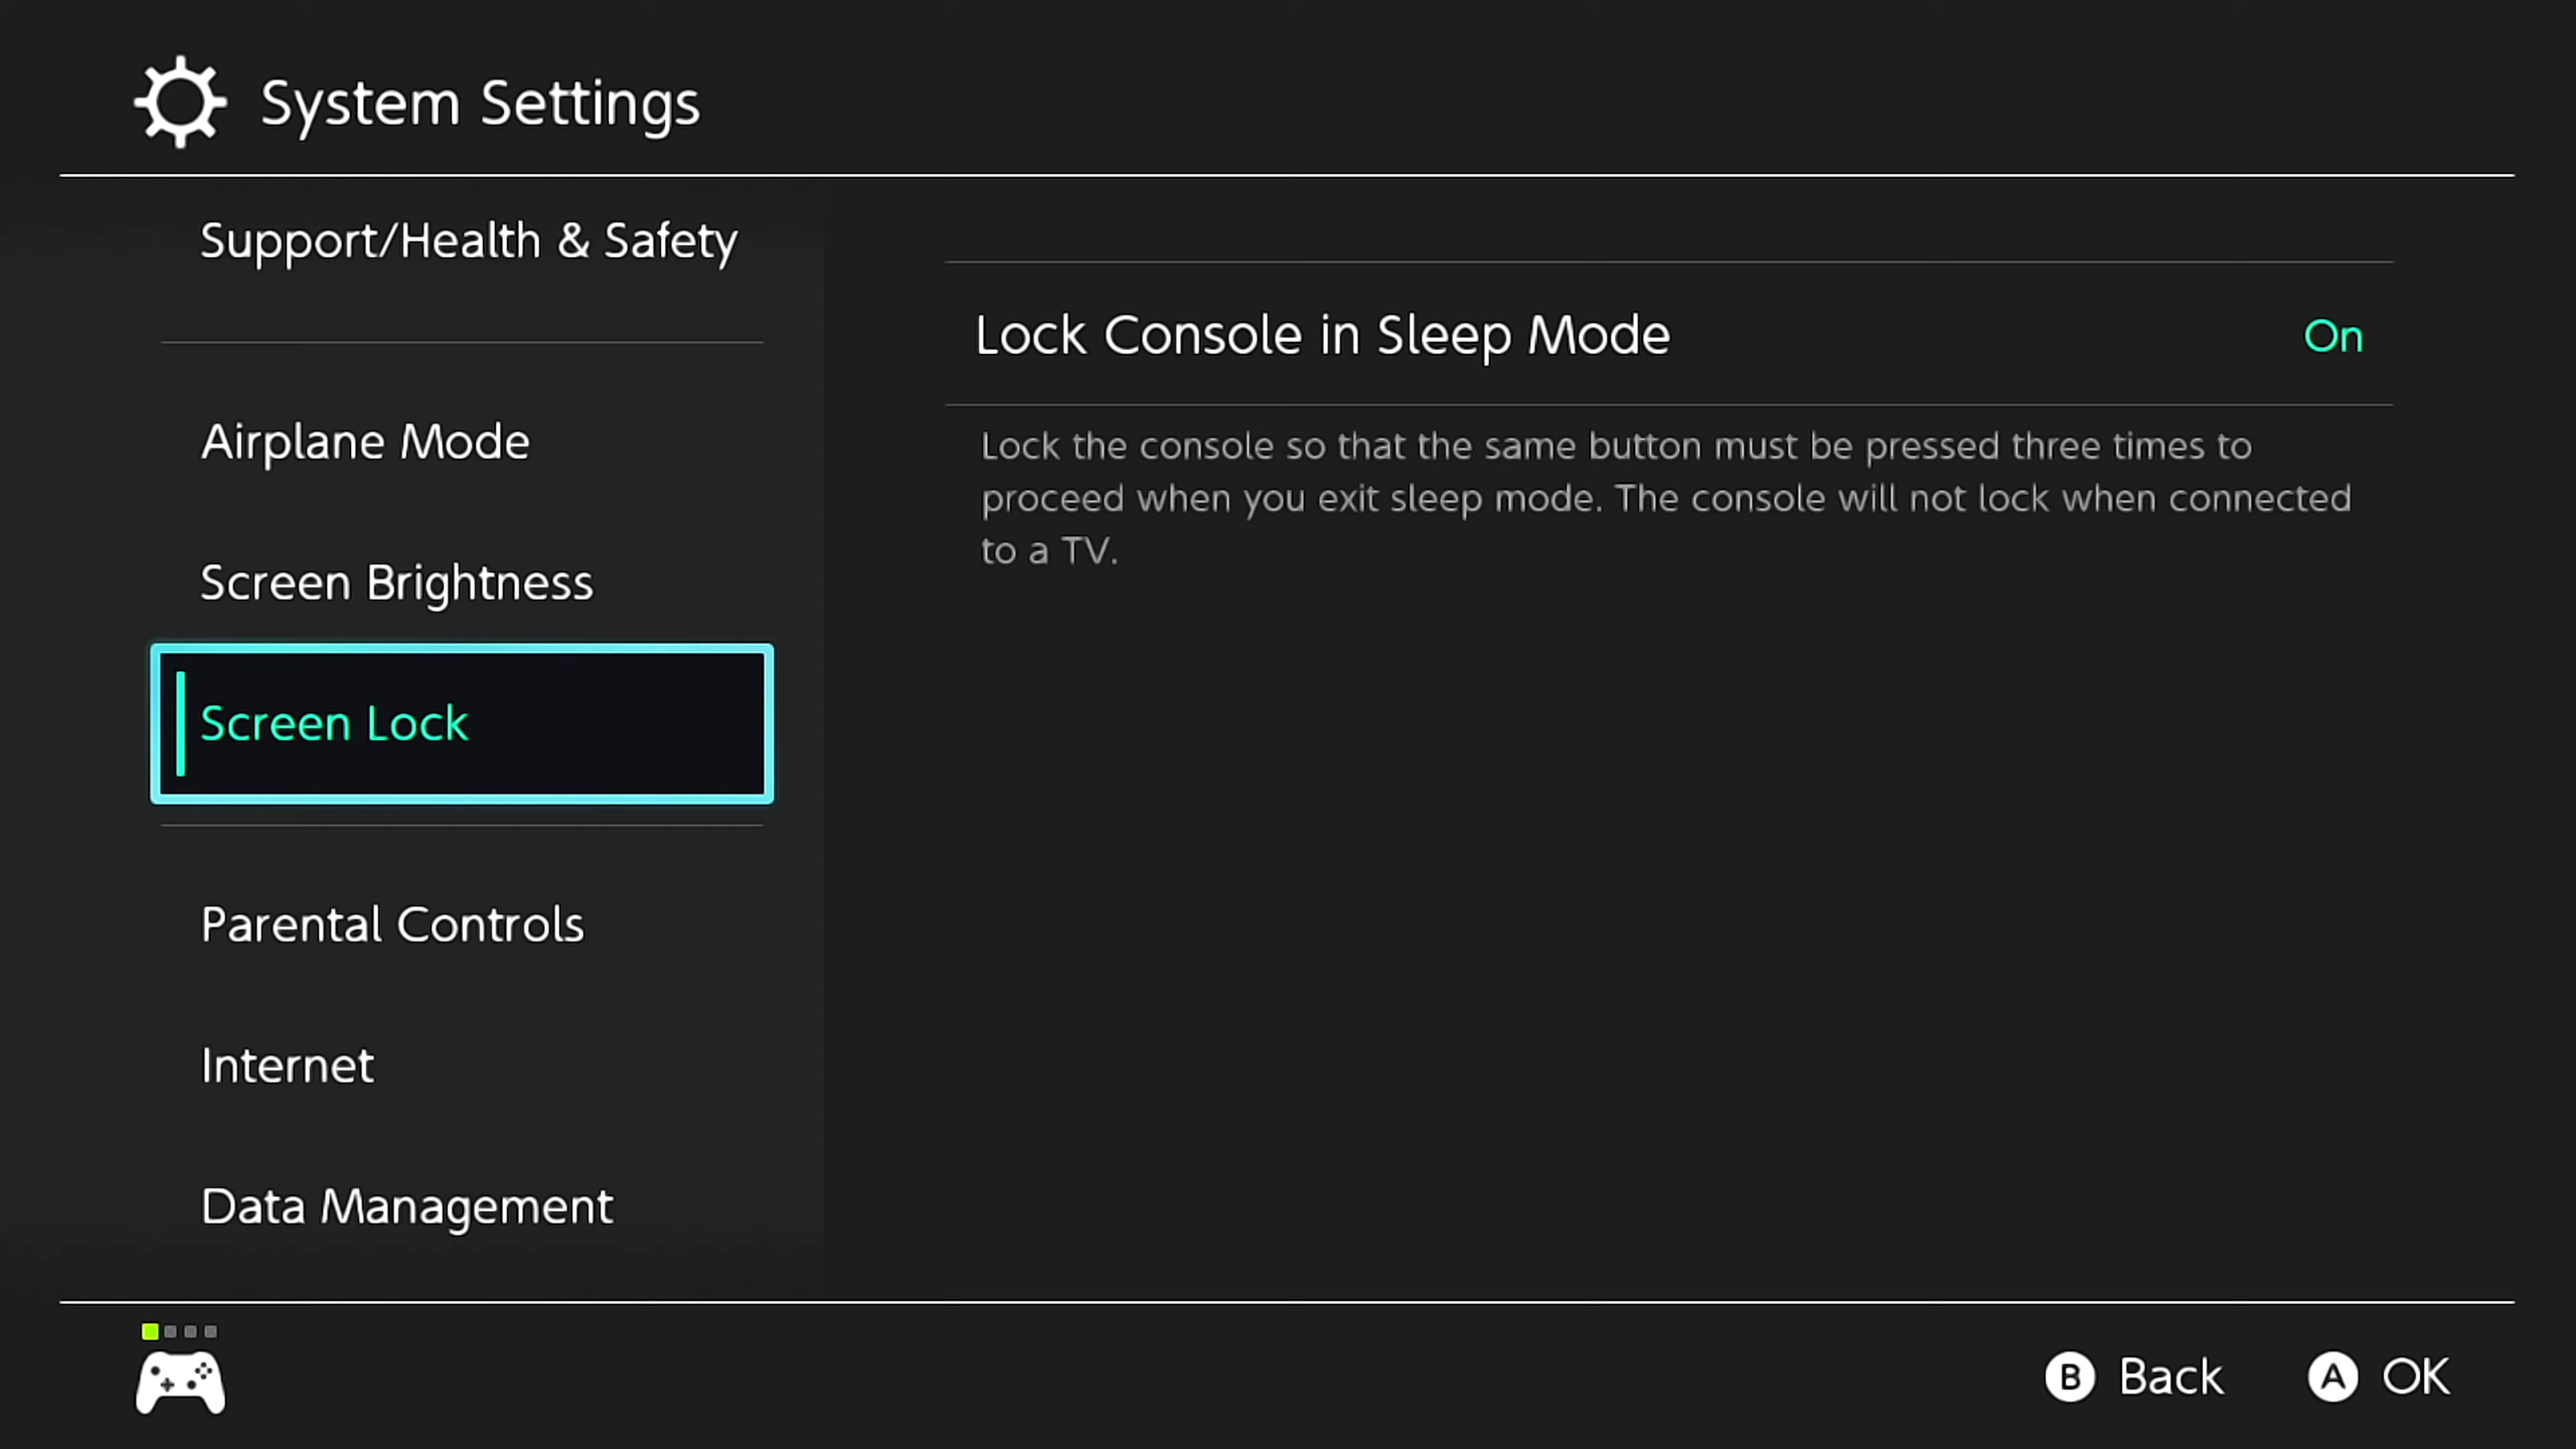 System Settings
Support/Health & Safety
Airplane Mode
Screen Brightness
Screen Lock
Parental Controls
Internet
Data Management
Lock Console in Sleep Mode
On
Lock the console so that the same button must be pressed three times to
proceed when you exit sleep mode. The console will not lock when connected
to a TV.
B Back
A OK